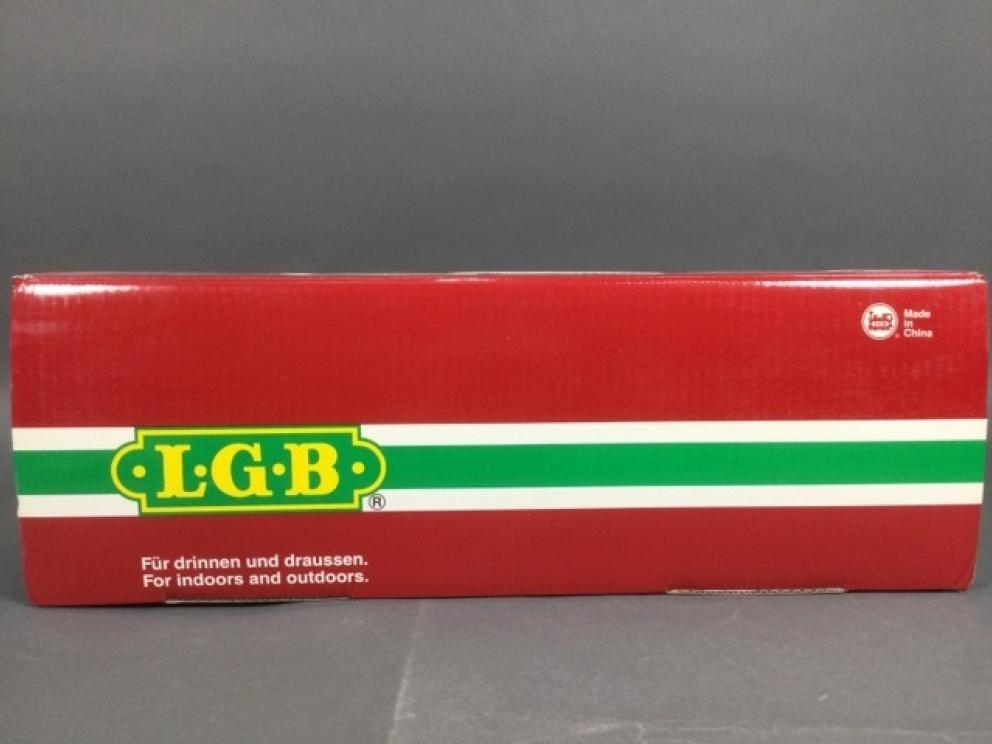 Made
in
China
L·G·B
®
Für drinnen und draussen.
For indoors and outdoors.